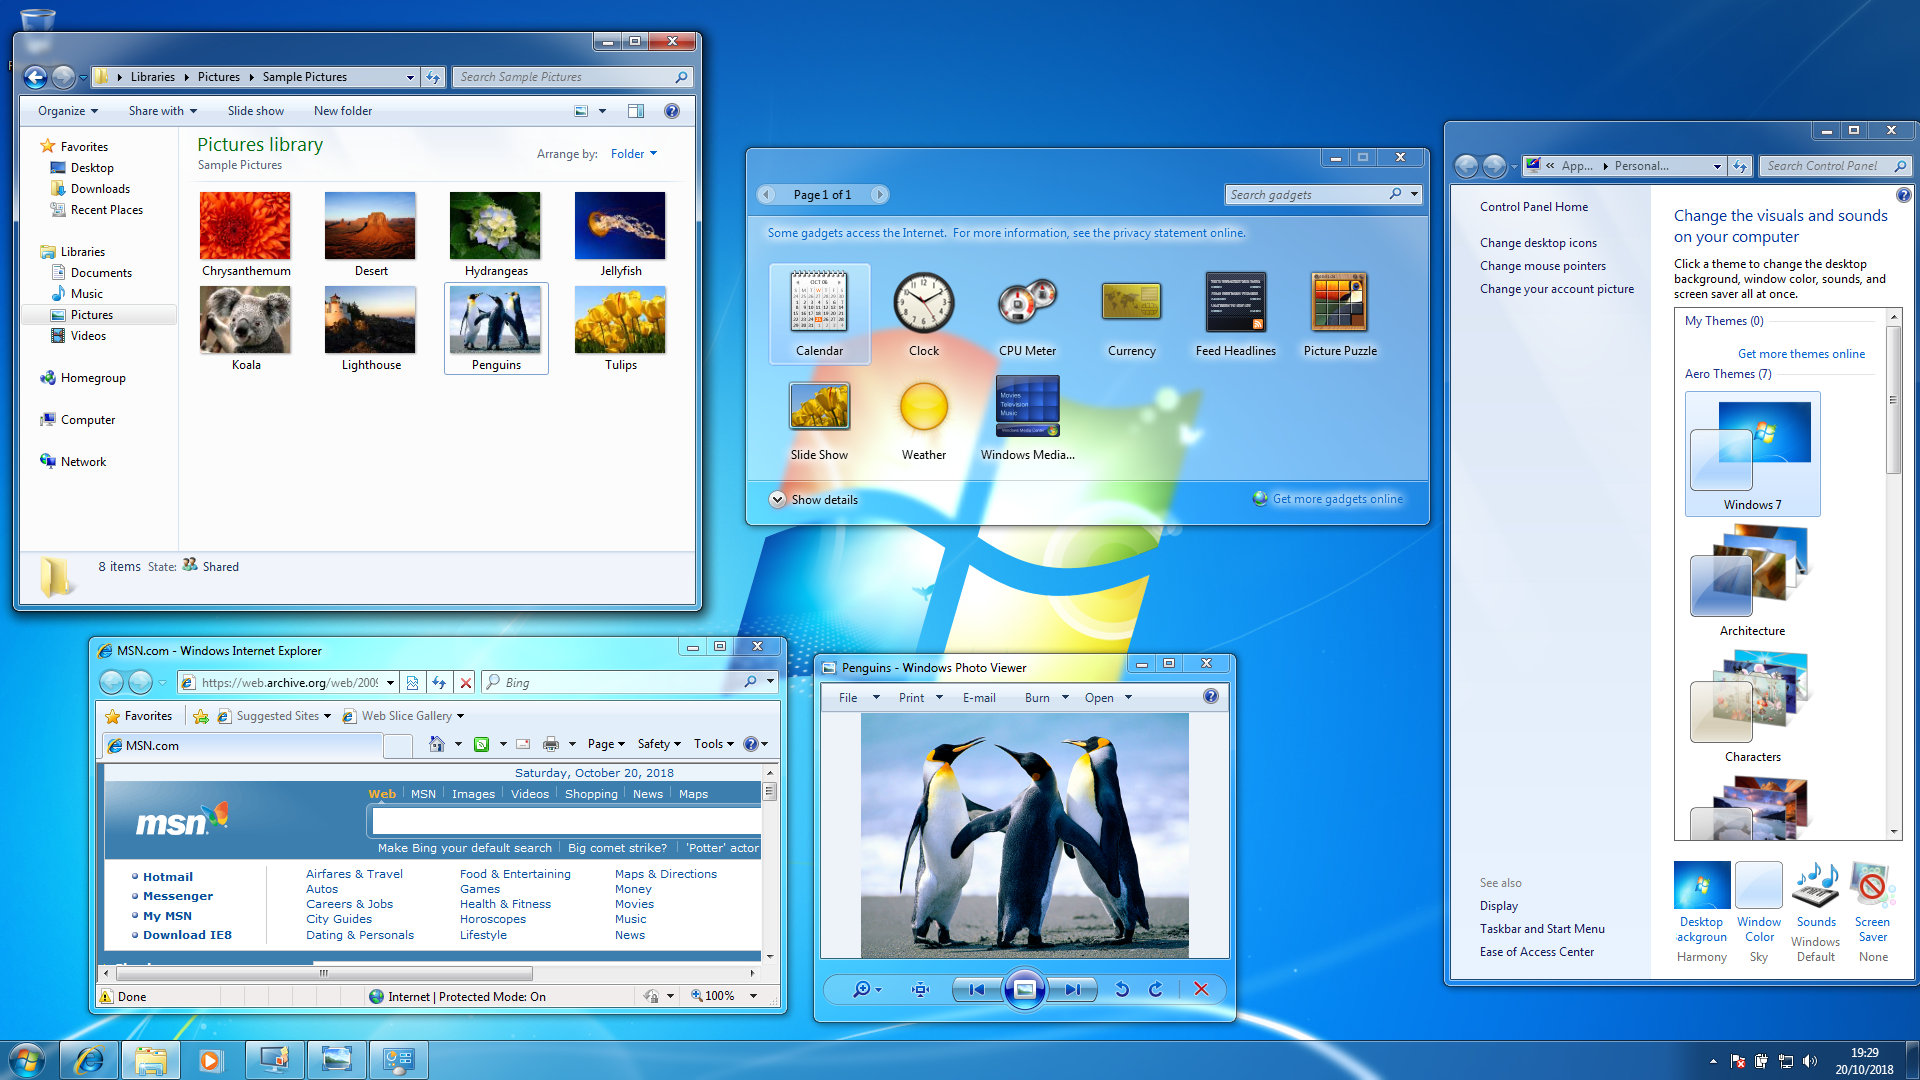 Libraries Pictures Sample Pictures
Search Sample Pictures
Organize Share with Slide show New folder
Favorites
Desktop
Downloads
Recent Places
Libraries
Documents
Music
Pictures
Videos
Homegroup
Computer
Network
Pictures library
Sample Pictures
Arrange by: Folder
Chrysanthemum Desert Hydrangeas Jellyfish
Koala Lighthouse Penguins Tulips
8 items State: Shared
Page 1 of 1
Search gadgets
Some gadgets access the Internet. For more information, see the privacy statement online.
OCT 06
Calendar Clock CPU Meter Currency Feed Headlines Picture Puzzle
Movies
Television
Music
Windows Media Center
Slide Show Weather Windows Media...
Show details
Get more gadgets online
« App... Personal...
Search Control Panel
Control Panel Home
Change desktop icons
Change mouse pointers
Change your account picture
See also
Display
Taskbar and Start Menu
Ease of Access Center
Change the visuals and sounds
on your computer
Click a theme to change the desktop
background, window color, sounds, and
screen saver all at once.
My Themes (0)
Get more themes online
Aero Themes (7)
Windows 7
Architecture
Characters
Desktop
ackgroun
Harmony
Window
Color
Sky
Sounds
Windows
Default
Screen
Saver
None
MSN.com - Windows Internet Explorer
https://web.archive.org/web/2009
Bing
Favorites Suggested Sites Web Slice Gallery
MSN.com
Page Safety Tools
Saturday, October 20, 2018
msn
Web MSN Images Videos Shopping News Maps
Make Bing your default search Big comet strike? 'Potter' actor
Hotmail
Messenger
My MSN
Download IE8
Airfares & Travel
Autos
Careers & Jobs
City Guides
Dating & Personals
Food & Entertaining
Games
Health & Fitness
Horoscopes
Lifestyle
Maps & Directions
Money
Movies
Music
News
Done
Internet | Protected Mode: On
100%
Penguins - Windows Photo Viewer
File Print E-mail Burn Open
19:29
20/10/2018